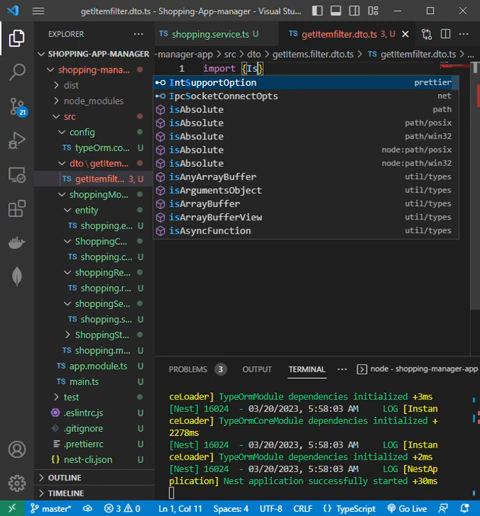 getItemfilter.dto.ts - Shopping-App-manager - Visual Stu...
EXPLORER
SHOPPING-APP-MANAGER
shopping-mana...
dist
node_modules
src
config
typeOrm.co... U
dto\getItem...
getItemfilt... 3, U
shoppingMo...
entity
shopping.e... U
ShoppingC...
shopping.c... U
shoppingRe...
shopping.r... U
shoppingSe...
shopping.s... U
ShoppingSt...
shopping.m... U
app.module.ts U
main.ts U
test
.eslintrc.js U
.gitignore U
.prettierrc U
nest-cli.json U
OUTLINE
TIMELINE
21
TS shopping.service.ts U
TS getItemfilter.dto.ts 3, U
-manager-app > src > dto > getItems.filter.dto.ts > TS getItemfilter.dto.ts > ...
1 import {Is}
IntSupportOption prettier
IpcSocketConnectOpts net
isAbsolute path
isAbsolute path/posix
isAbsolute path/win32
isAbsolute node:path/posix
isAbsolute node:path/win32
isAnyArrayBuffer util/types
isArgumentsObject util/types
isArrayBuffer util/types
isArrayBufferView util/types
isAsyncFunction util/types
PROBLEMS 3 OUTPUT TERMINAL ... node - shopping-manager-app
ceLoader] TypeOrmModule dependencies initialized +3ms
[Nest] 16024 - 03/20/2023, 5:58:03 AM LOG [Instan
ceLoader] TypeOrmCoreModule dependencies initialized +
2278ms
[Nest] 16024 - 03/20/2023, 5:58:03 AM LOG [Instan
ceLoader] TypeOrmModule dependencies initialized +2ms
[Nest] 16024 - 03/20/2023, 5:58:03 AM LOG [NestAp
plication] Nest application successfully started +30ms
master* 3 0 Ln 1, Col 11 Spaces: 4 UTF-8 CRLF {} TypeScript Go Live